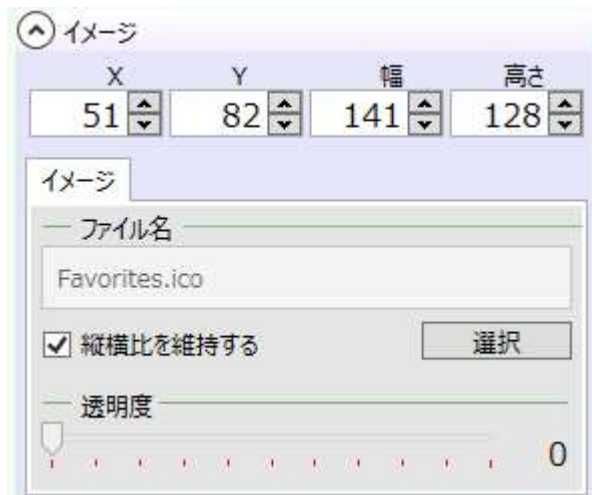 イメージ
X Y 幅 高さ
51 82 141 128
イメージ
ファイル名
Favorites.ico
縦横比を維持する 選択
透明度
0